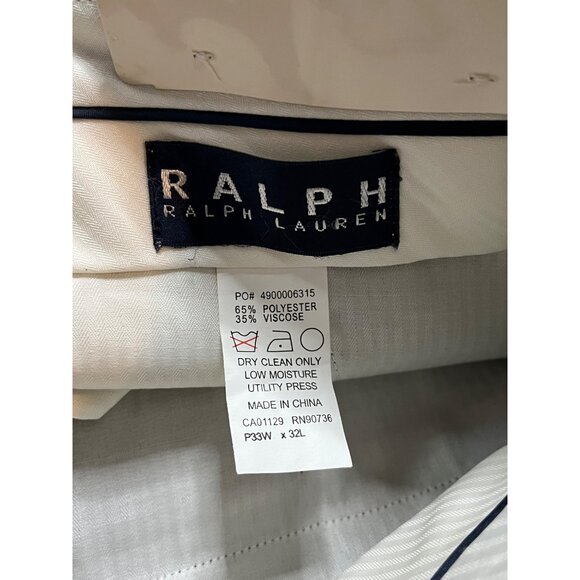 RALPH
RALPH LAUREN
PO# 4900006315
65% POLYESTER
35% VISCOSE
DRY CLEAN ONLY
LOW MOISTURE
UTILITY PRESS
MADE IN CHINA
CA01129 RN90736
P33W x 32L